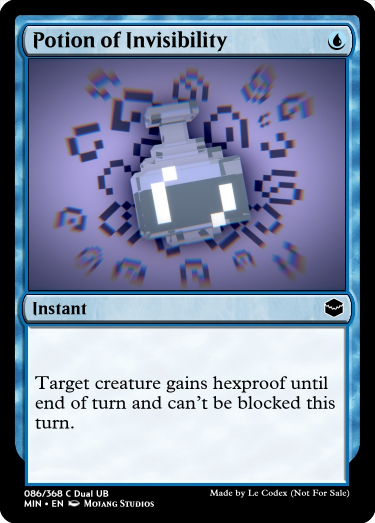 Potion of Invisibility
Instant
Target creature gains hexproof until
end of turn and can't be blocked this
turn.
086/368 C Dual UB
MIN • EN Mojang Studios
Made by Le Codex (Not For Sale)